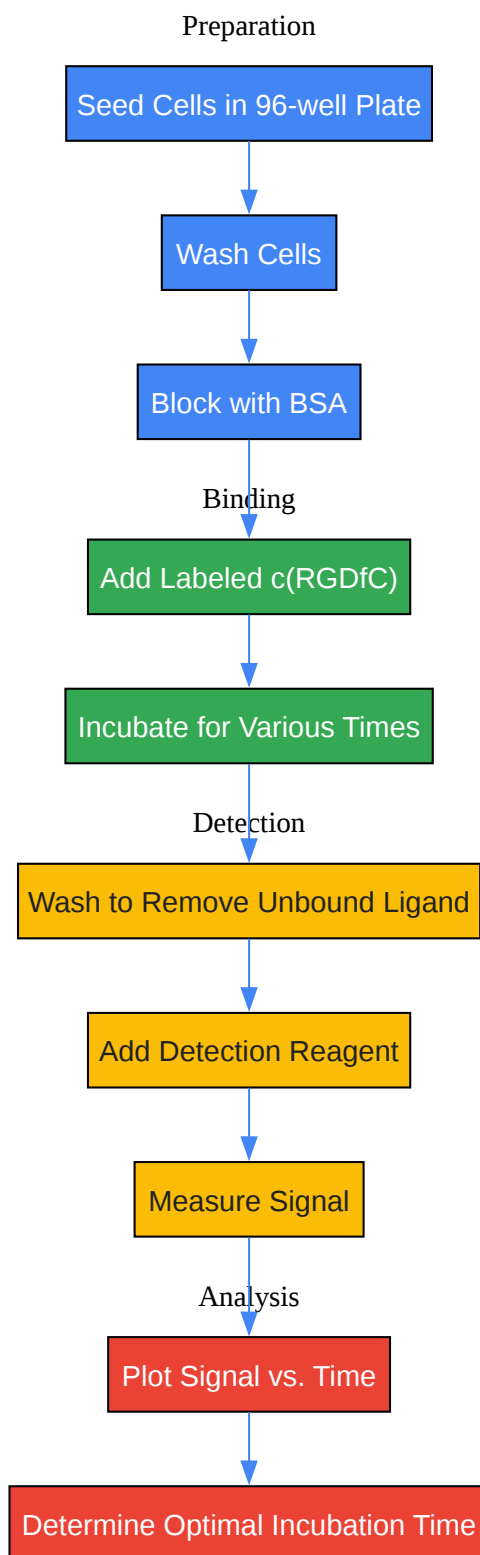 Preparation
Seed Cells in 96-well Plate
Wash Cells
Block with BSA
Binding
Add Labeled c(RGDfC)
Incubate for Various Times
Detection
Wash to Remove Unbound Ligand
Add Detection Reagent
Measure Signal
Analysis
Plot Signal vs. Time
Determine Optimal Incubation Time